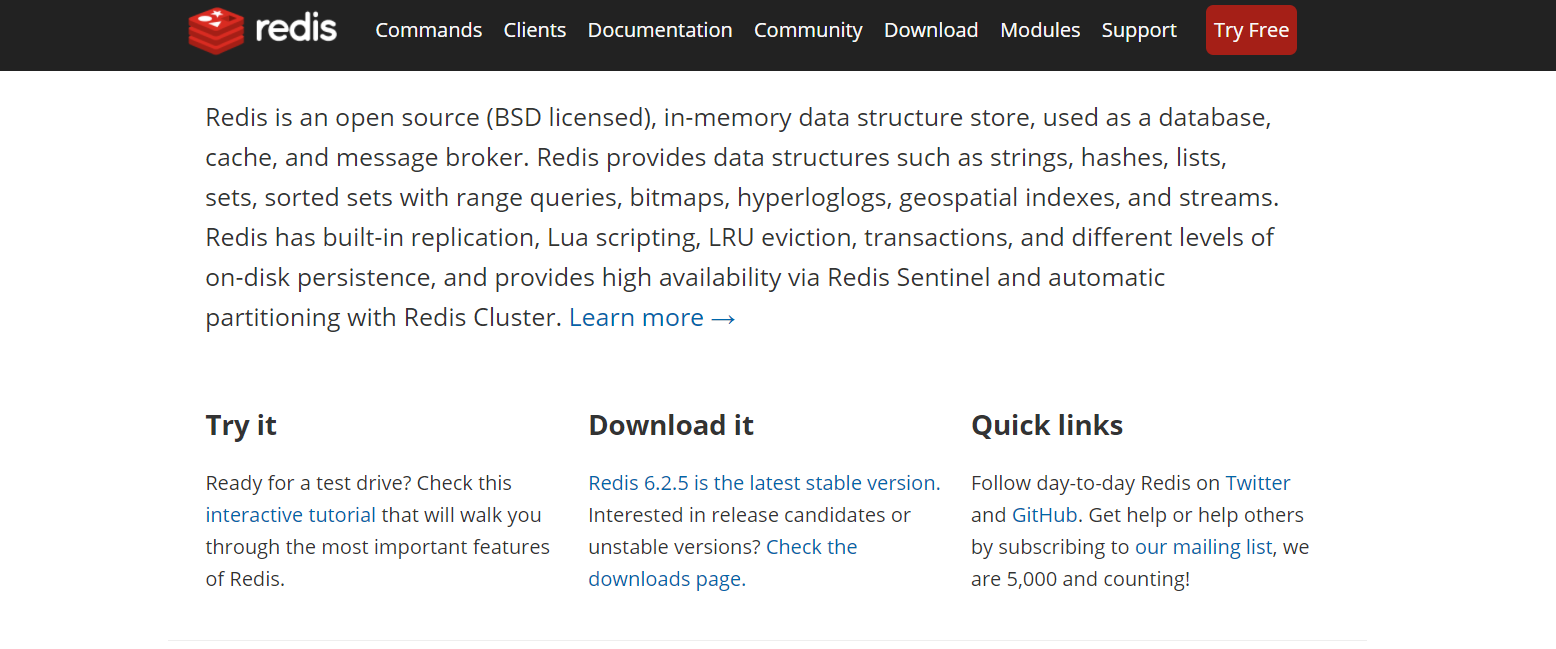 redis Commands Clients Documentation Community Download Modules Support Try Free
Redis is an open source (BSD licensed), in-memory data structure store, used as a database,
cache, and message broker. Redis provides data structures such as strings, hashes, lists,
sets, sorted sets with range queries, bitmaps, hyperloglogs, geospatial indexes, and streams.
Redis has built-in replication, Lua scripting, LRU eviction, transactions, and different levels of
on-disk persistence, and provides high availability via Redis Sentinel and automatic
partitioning with Redis Cluster. Learn more →
Try it
Ready for a test drive? Check this
interactive tutorial that will walk you
through the most important features
of Redis.
Download it
Redis 6.2.5 is the latest stable version.
Interested in release candidates or
unstable versions? Check the
downloads page.
Quick links
Follow day-to-day Redis on Twitter
and GitHub. Get help or help others
by subscribing to our mailing list, we
are 5,000 and counting!